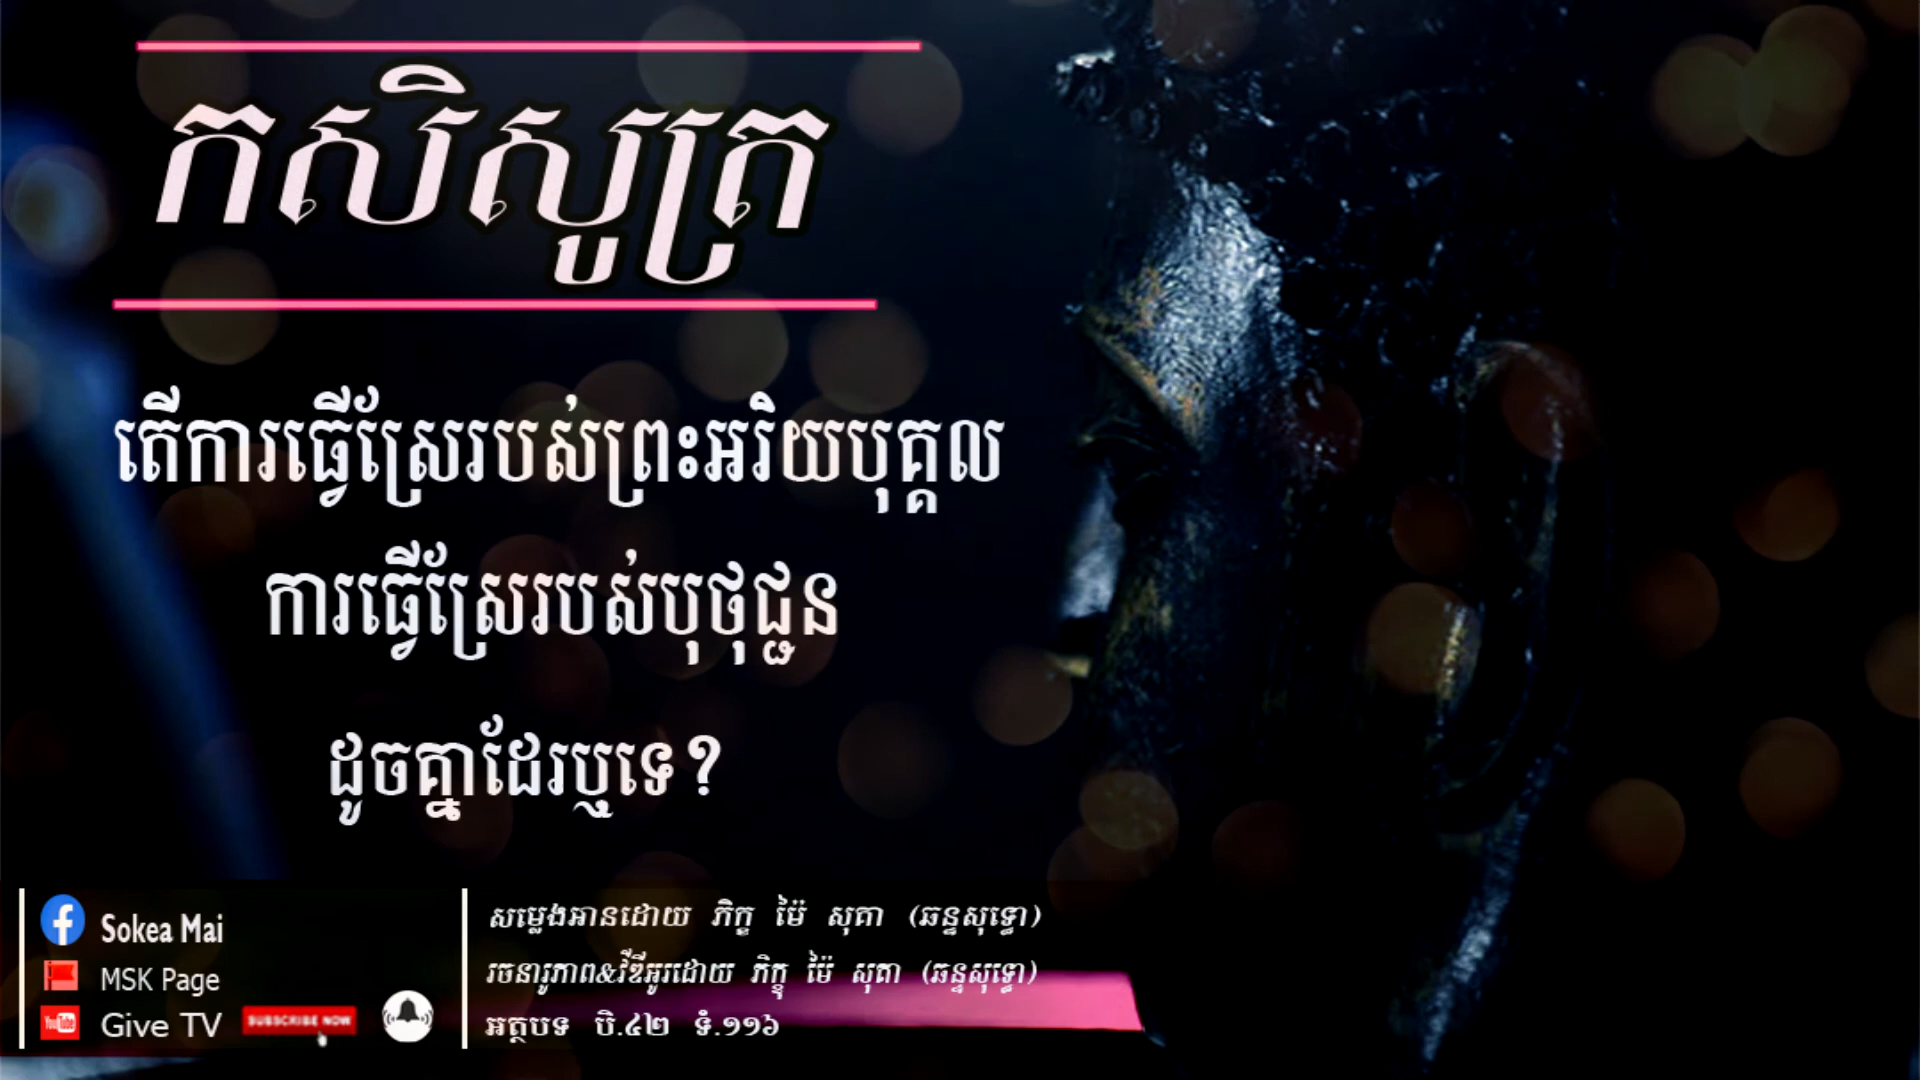 កសិសូត្រ
តើការធ្វើស្រែរបស់ព្រះអរិយបុគ្គល
ការធ្វើស្រែរបស់បុថុជ្ជន
ដូចគ្នាដែរឬទេ?
Sokea Mai
MSK Page
YouTube
Give TV
SUBSCRIBE NOW
សម្លេងអានដោយ ភិក្ខុ ម៉ៃ សុគា (ឆន្ទសុទ្ធោ)
រចនារូភាព&វីឌីអូរដោយ ភិក្ខុ ម៉ៃ សុគា (ឆន្ទសុទ្ធោ)
អត្ថបទ បិ.៤២ ទំ.១១៦